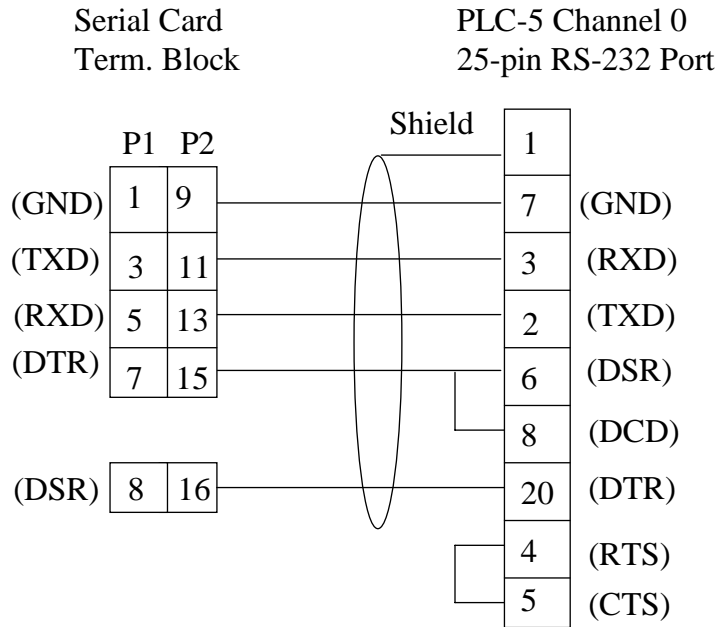 Serial Card
Term. Block
PLC-5 Channel 0
25-pin RS-232 Port
Shield
1
P1 P2
(GND) 1 9 7 (GND)
(TXD) 3 11 3 (RXD)
(RXD) 5 13 2 (TXD)
(DTR) 7 15 6 (DSR)
8 (DCD)
(DSR) 8 16 20 (DTR)
4 (RTS)
5 (CTS)